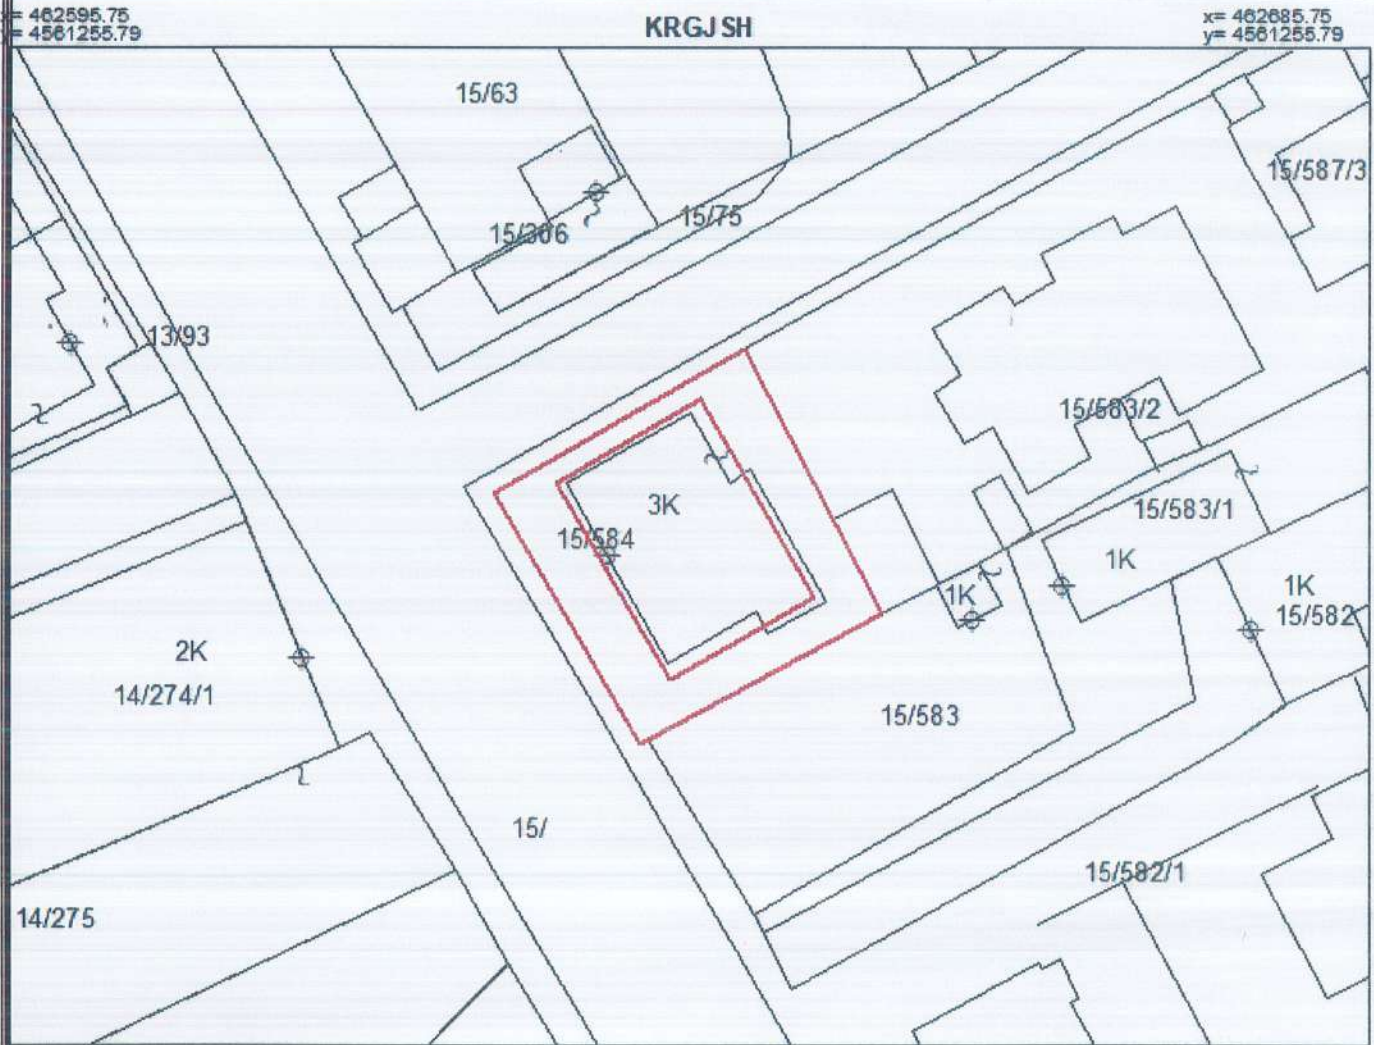 x= 462595.75
y= 4561255.79
KRGJSH
x= 462685.75
y= 4561255.79
15/63
15/587/3
15/75
15/306
13/93
15/583/2
3K
15/583/1
15/584
1K
1K
1K
15/582
2K
14/274/1
15/583
15/
15/582/1
14/275